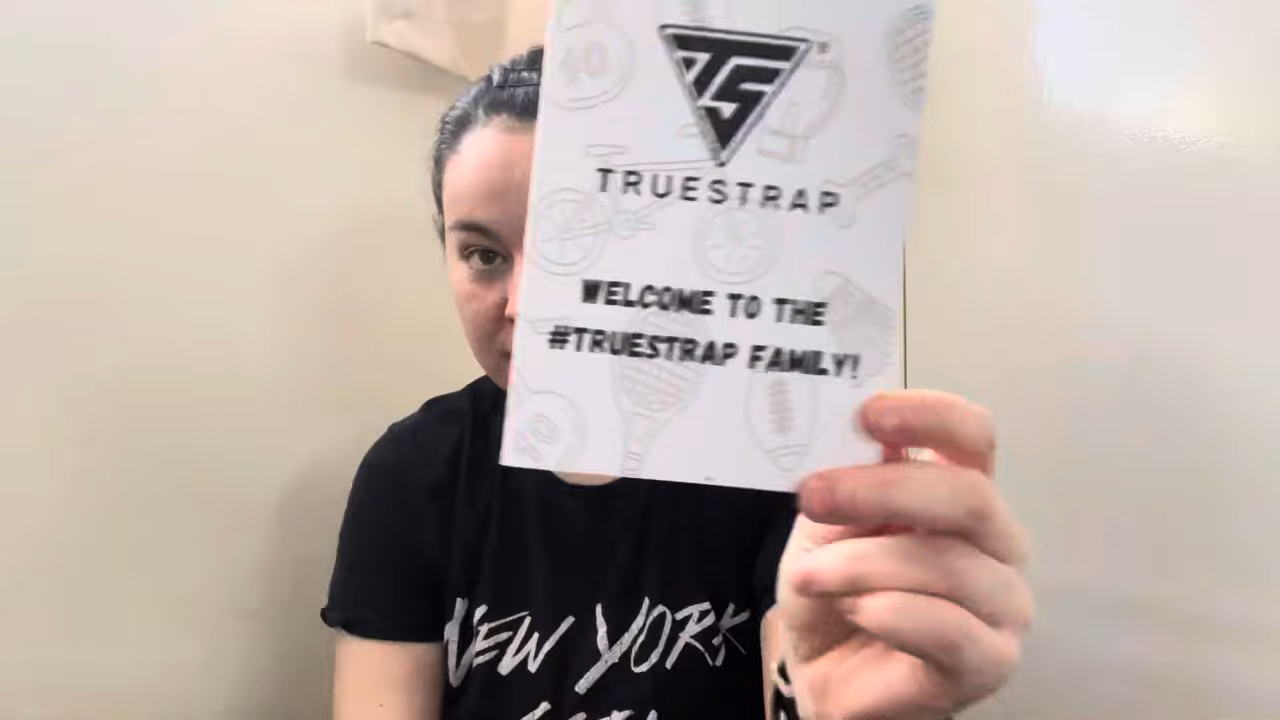 TS
TRUESTRAP
WELCOME TO THE
#TRUESTRAP FAMILY!
NEW YORK